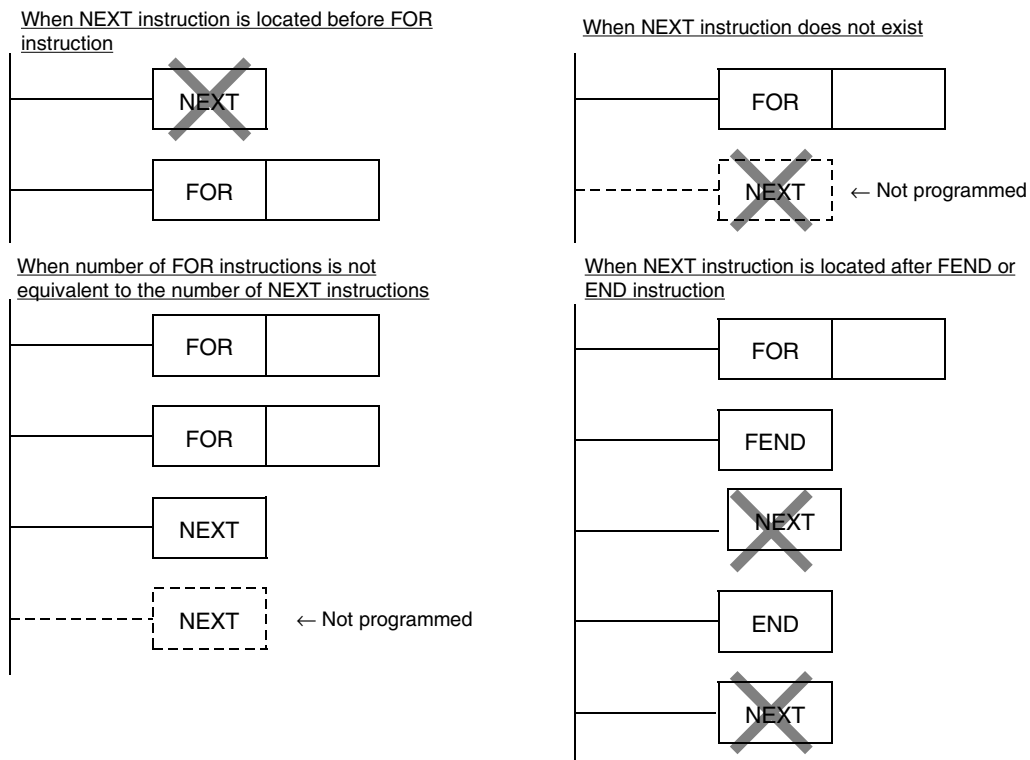 When NEXT instruction is located before FOR
instruction
NEXT
FOR
When NEXT instruction does not exist
FOR
NEXT
← Not programmed
When number of FOR instructions is not
equivalent to the number of NEXT instructions
FOR
FOR
NEXT
NEXT
← Not programmed
When NEXT instruction is located after FEND or
END instruction
FOR
FEND
NEXT
END
NEXT